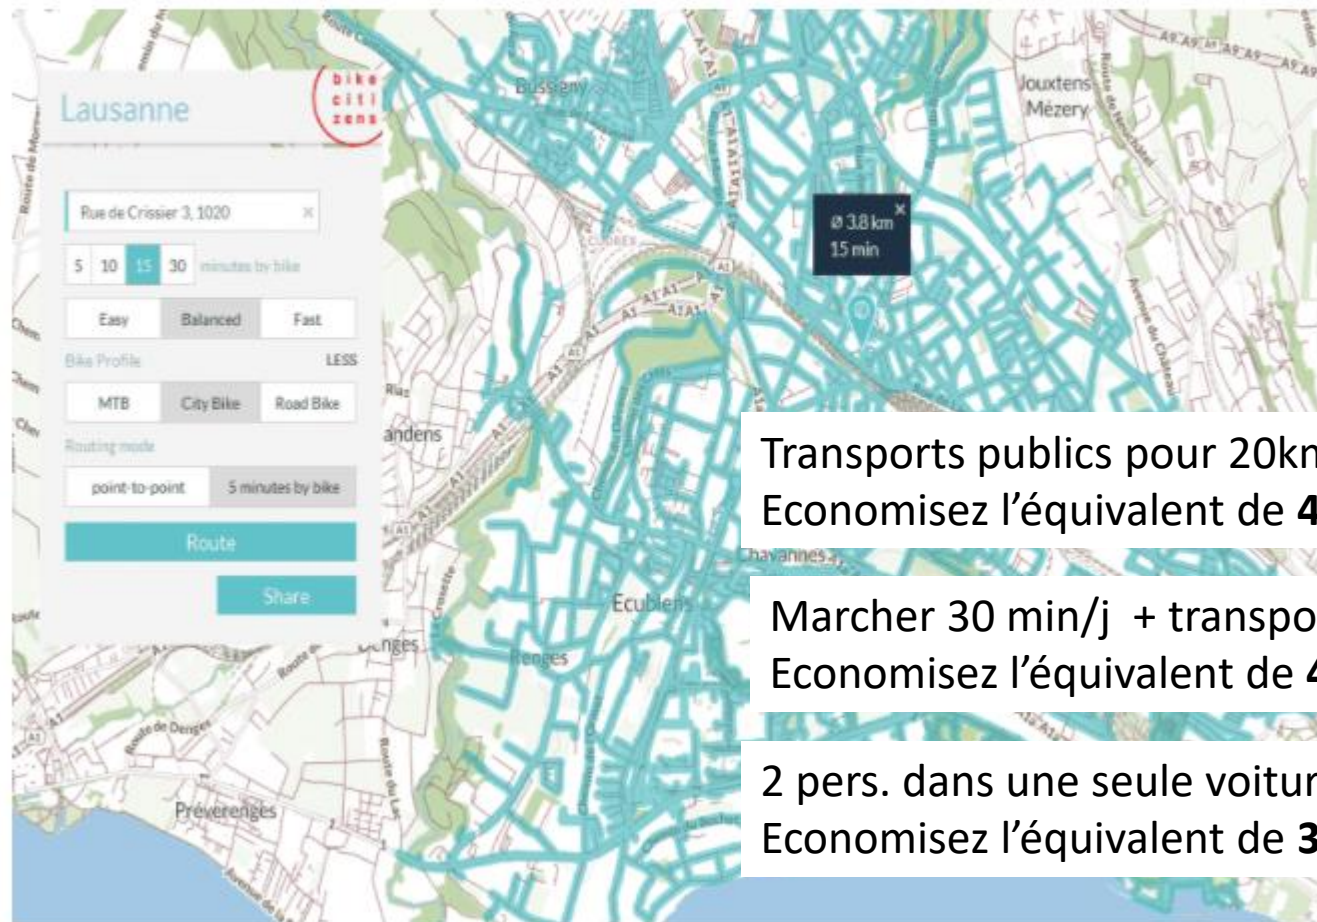 Lausanne
bike
citi
zens
Rue de Crissier 3, 1020 ×
5 10 15 30 minutes by bike
Easy Balanced Fast
Bike Profile LESS
MTB City Bike Road Bike
Routing mode
point-to-point 5 minutes by bike
Route
Share
ø 3.8 km ×
15 min
Bussigny
Jouxtens
Mézery
Ecublens
Renges
Préverenges
Route de Denges
Route du Lac
Avenue du Château
Transports publics pour 20km
Economisez l’équivalent de 4
Marcher 30 min/j + transpo
Economisez l’équivalent de 4
2 pers. dans une seule voitur
Economisez l’équivalent de 3